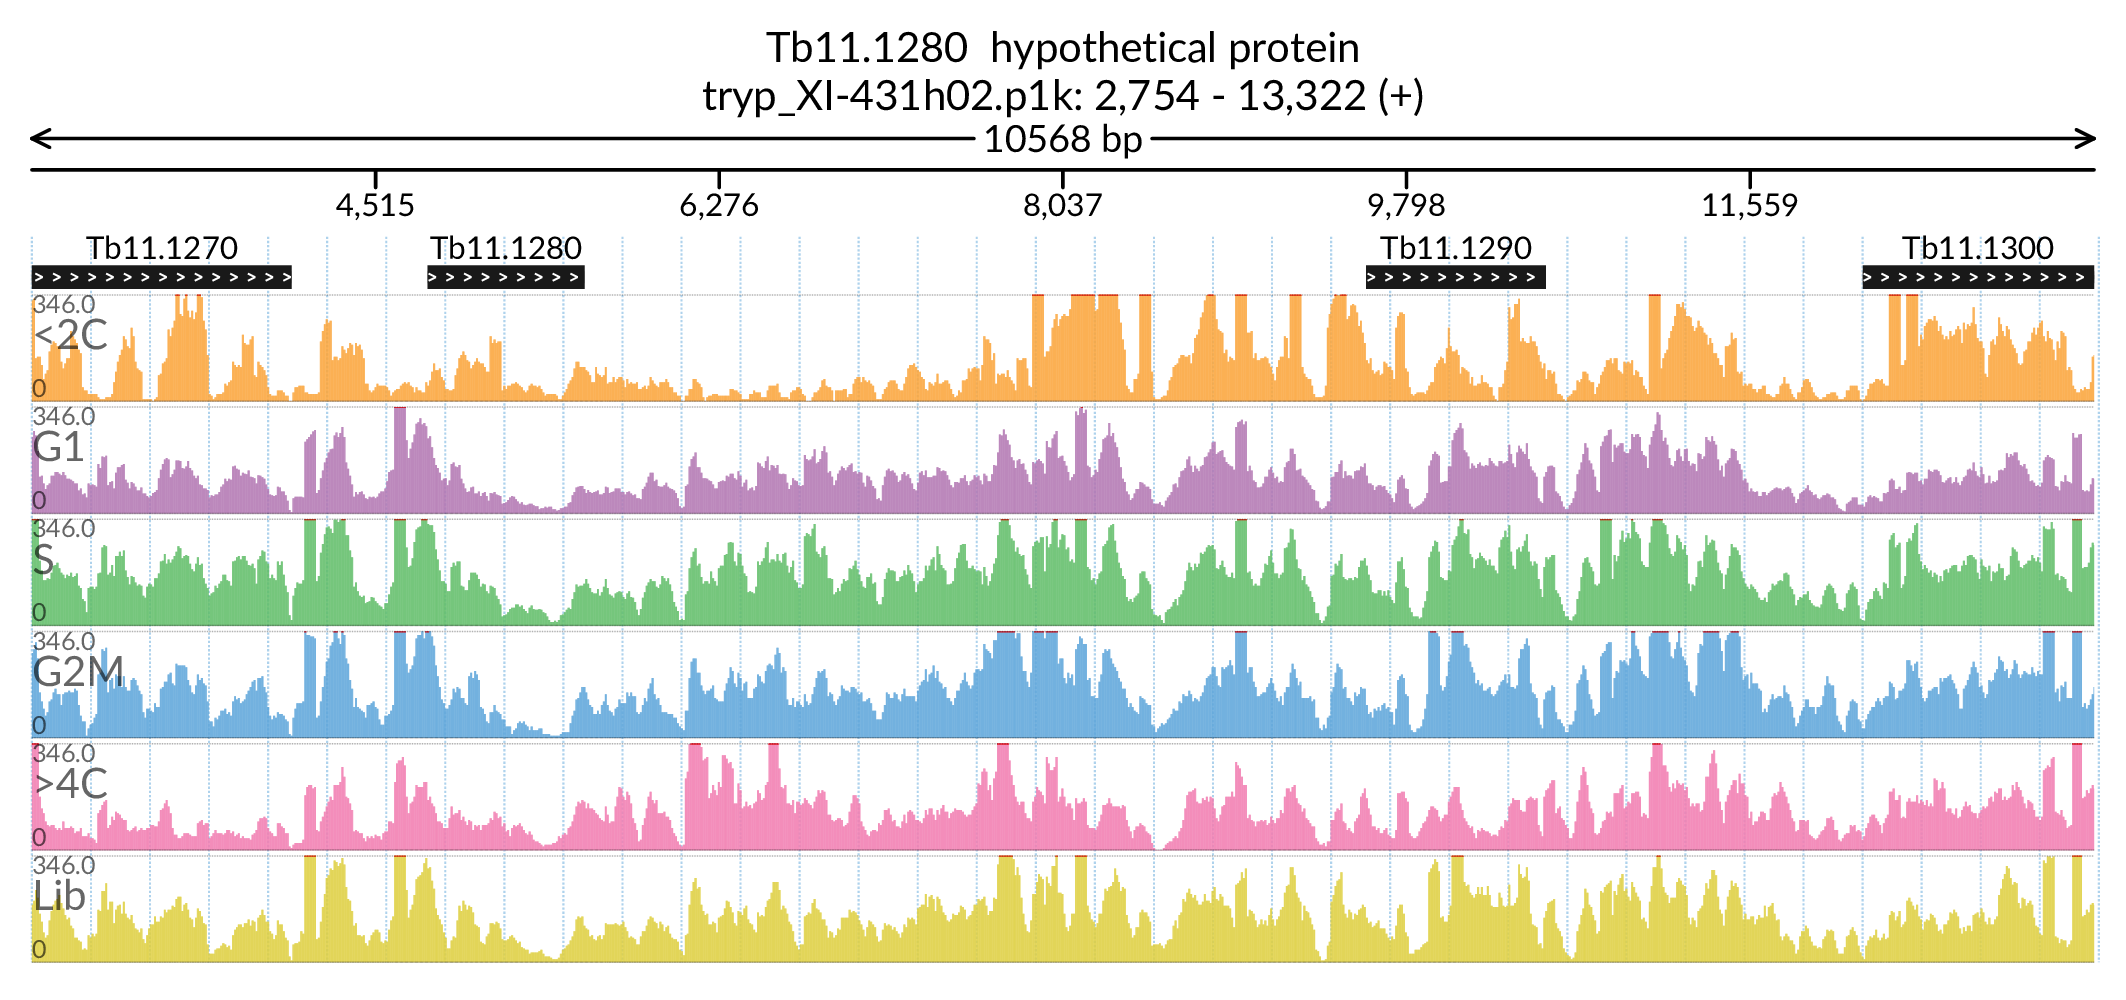 Tb11.1280  hypothetical protein
tryp_XI-431h02.p1k: 2,754 - 13,322 (+)
10568 bp
4,515 6,276 8,037 9,798 11,559
Tb11.1270 Tb11.1280 Tb11.1290 Tb11.1300
346.0
<2C
0
346.0
G1
0
346.0
S
0
346.0
G2M
0
346.0
>4C
0
346.0
Lib
0